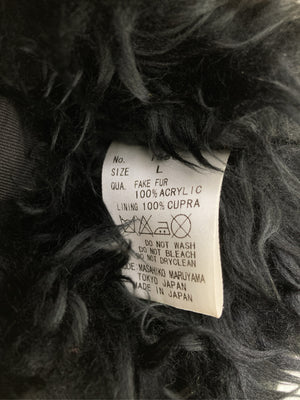 No.
SIZE L
QUA. FAKE FUR
100% ACRYLIC
LINING 100% CUPRA
DO NOT WASH
DO NOT BLEACH
DO NOT DRYCLEAN
MASAHIKO MARUYAMA
TOKYO JAPAN
MADE IN JAPAN